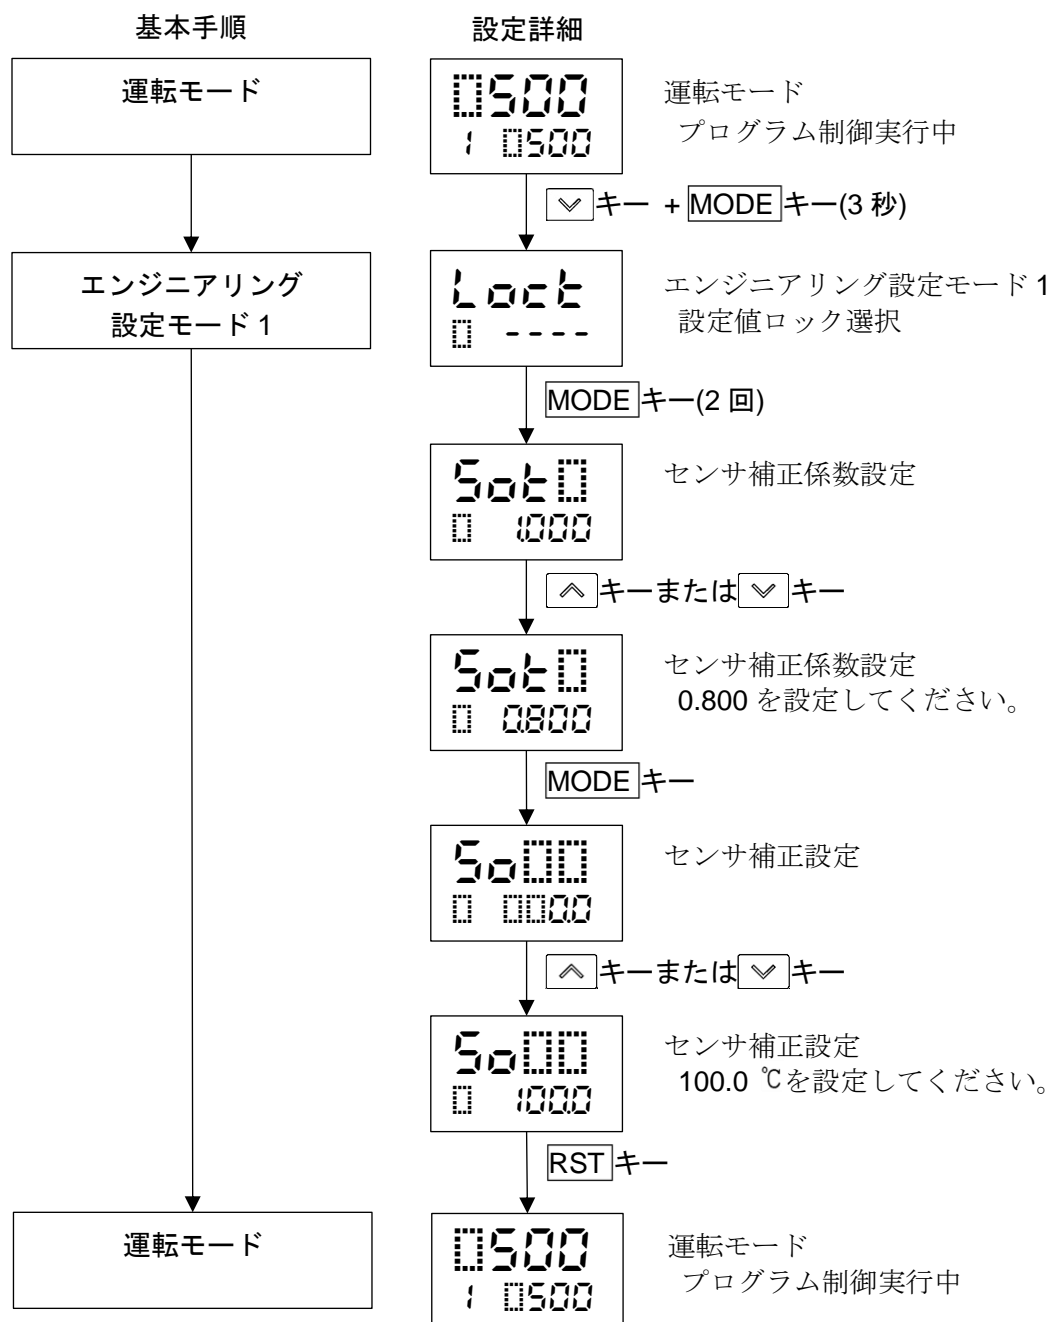 基本手順
設定詳細
運転モード
500
1 500
運転モード
プログラム制御実行中
キー + MODE キー(3 秒)
エンジニアリング
設定モード 1
Lock
----
エンジニアリング設定モード 1
設定値ロック選択
MODE キー(2 回)
Sot
1.000
センサ補正係数設定
キーまたは キー
Sot
0.800
センサ補正係数設定
0.800 を設定してください。
MODE キー
So
0.0
センサ補正設定
キーまたは キー
So
100.0
センサ補正設定
100.0 ℃を設定してください。
RST キー
運転モード
500
1 500
運転モード
プログラム制御実行中